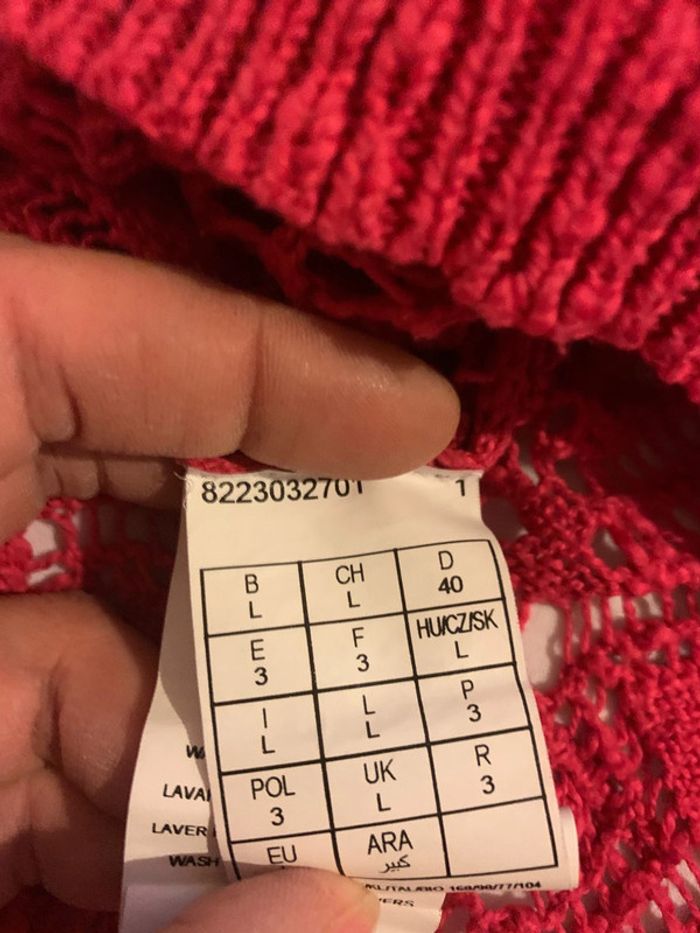 8223032701 1
B CH D
L L 40
E F HU/CZ/SK
3 3 L
I L P
L L 3
POL UK R
3 L 3
EU ARA
كبير
LAVER
WASH